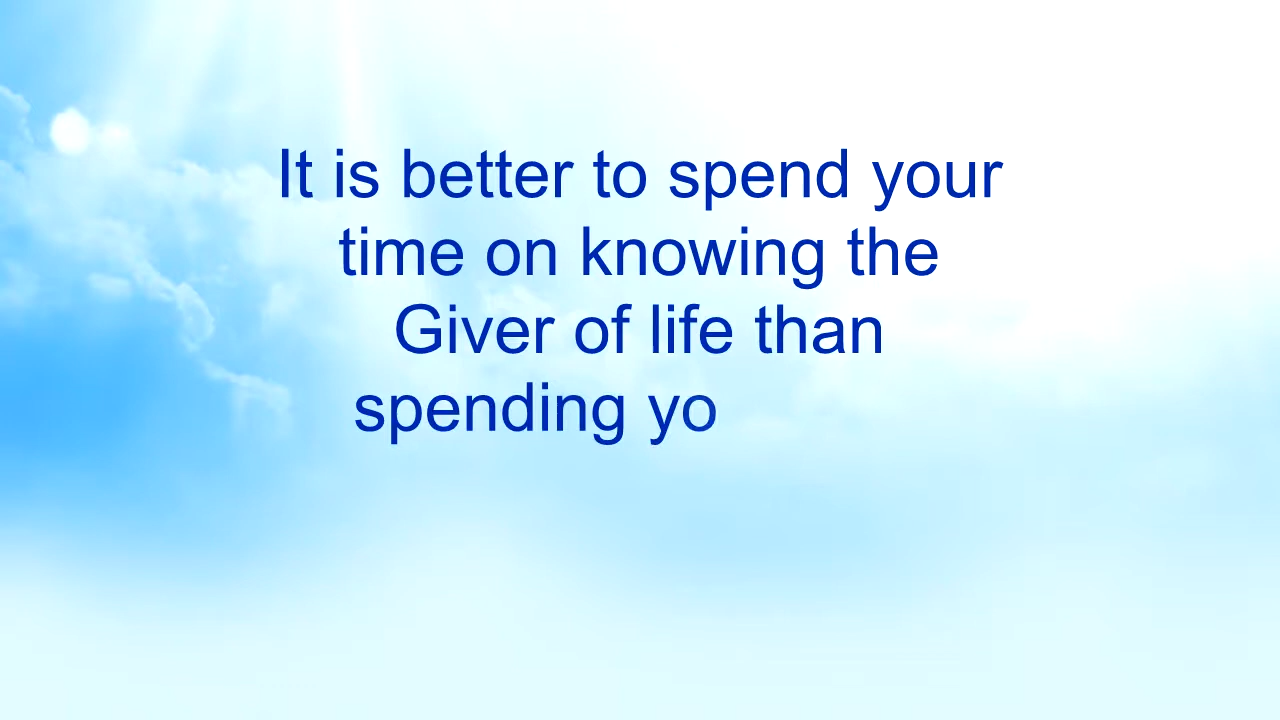 It is better to spend your
time on knowing the
Giver of life than
spending yo